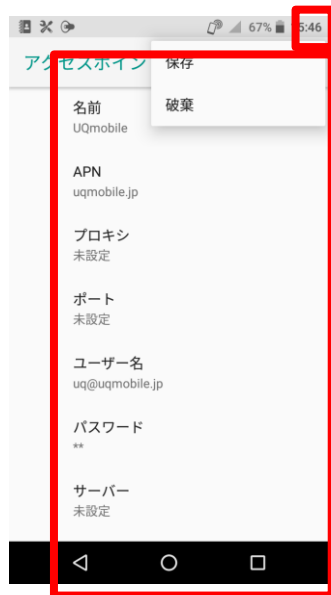 67% 5:46
アクセスポイン
保存
破棄
名前
UQmobile
APN
uqmobile.jp
プロキシ
未設定
ポート
未設定
ユーザー名
uq@uqmobile.jp
パスワード
**
サーバー
未設定